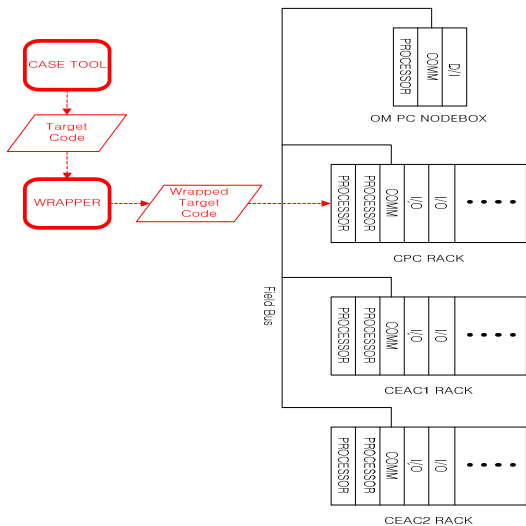 CASE TOOL
Target
Code
WRAPPER
Wrapped
Target
Code
Field Bus
PROCESSOR
COMM
D/I
OM PC NODEBOX
PROCESSOR
PROCESSOR
COMM
I/O
I/O
CPC RACK
PROCESSOR
PROCESSOR
COMM
I/O
I/O
CEAC1 RACK
PROCESSOR
PROCESSOR
COMM
I/O
I/O
CEAC2 RACK